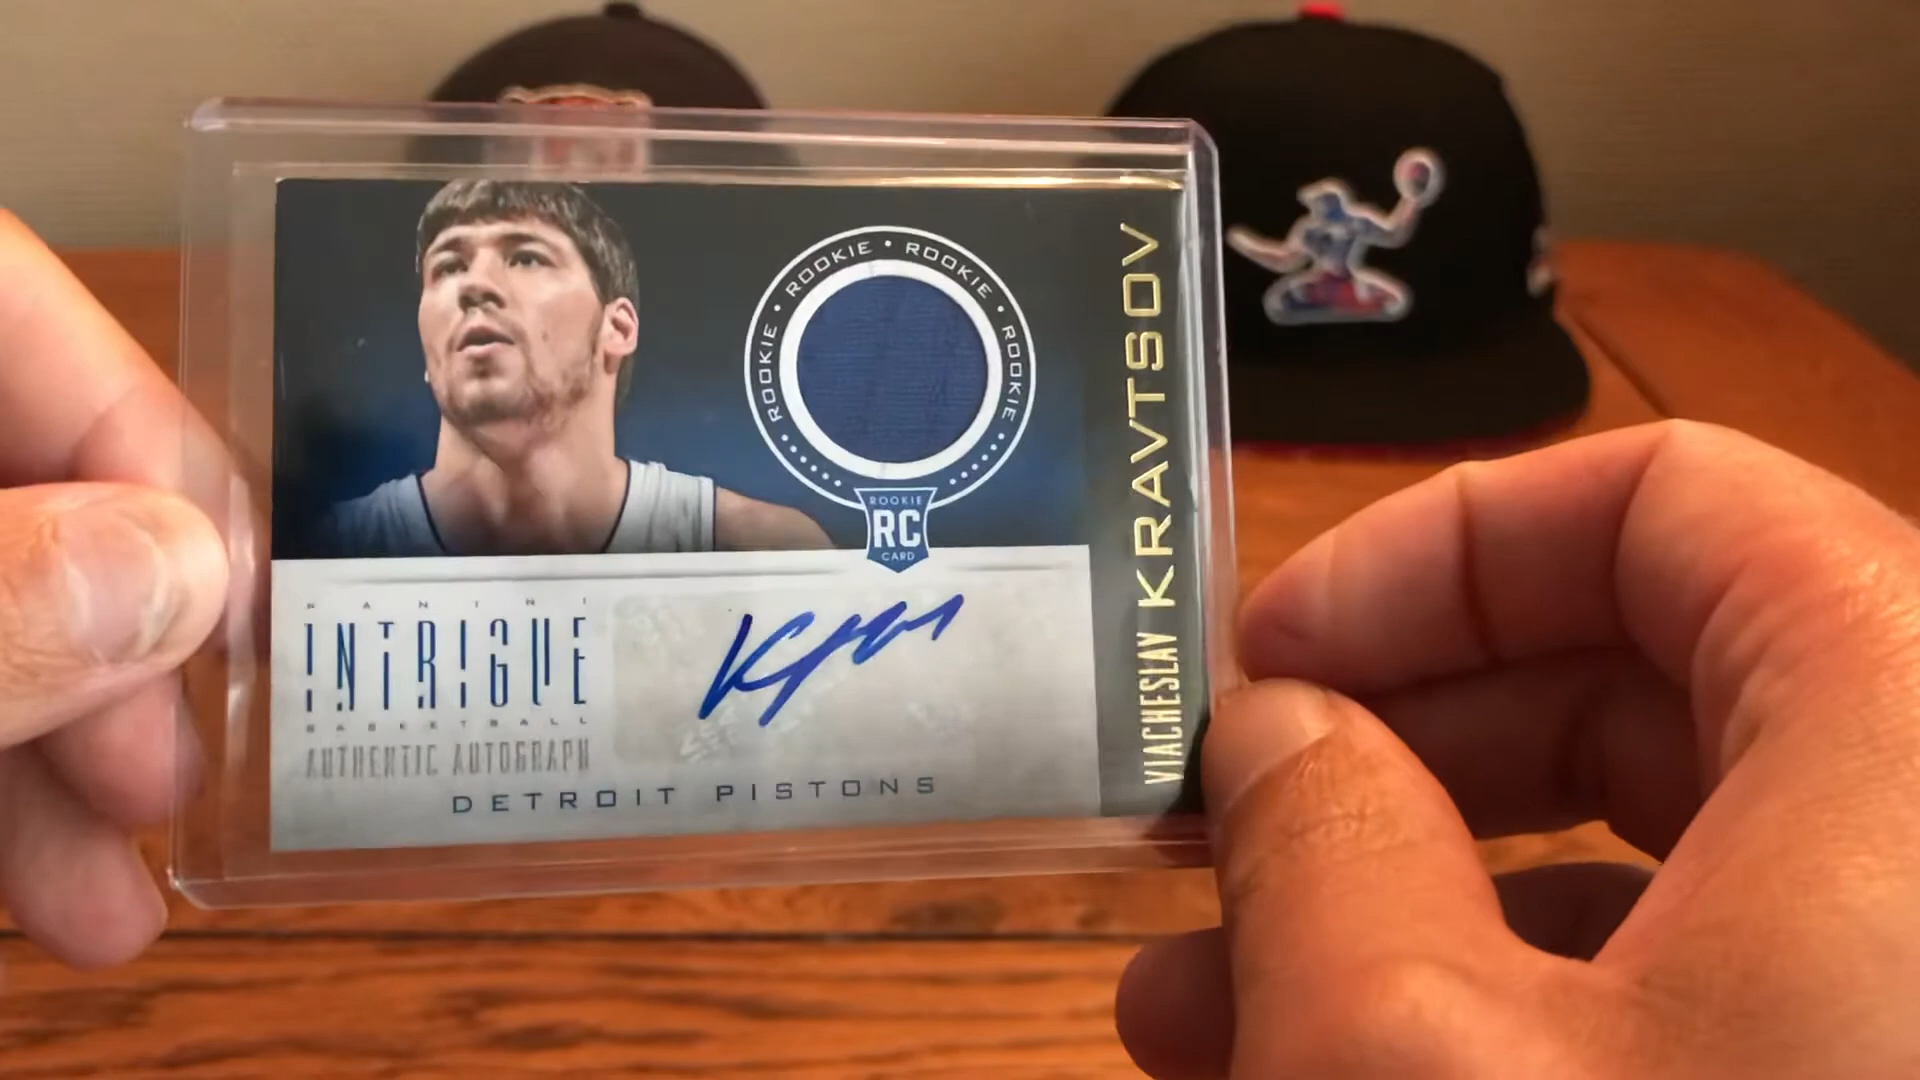 ROOKIE • ROOKIE • ROOKIE • ROOKIE
ROOKIE
RC
CARD
VIACHESLAV KRAVTSOV
PANINI
INTRIGUE
BASKETBALL
AUTHENTIC AUTOGRAPH
DETROIT PISTONS